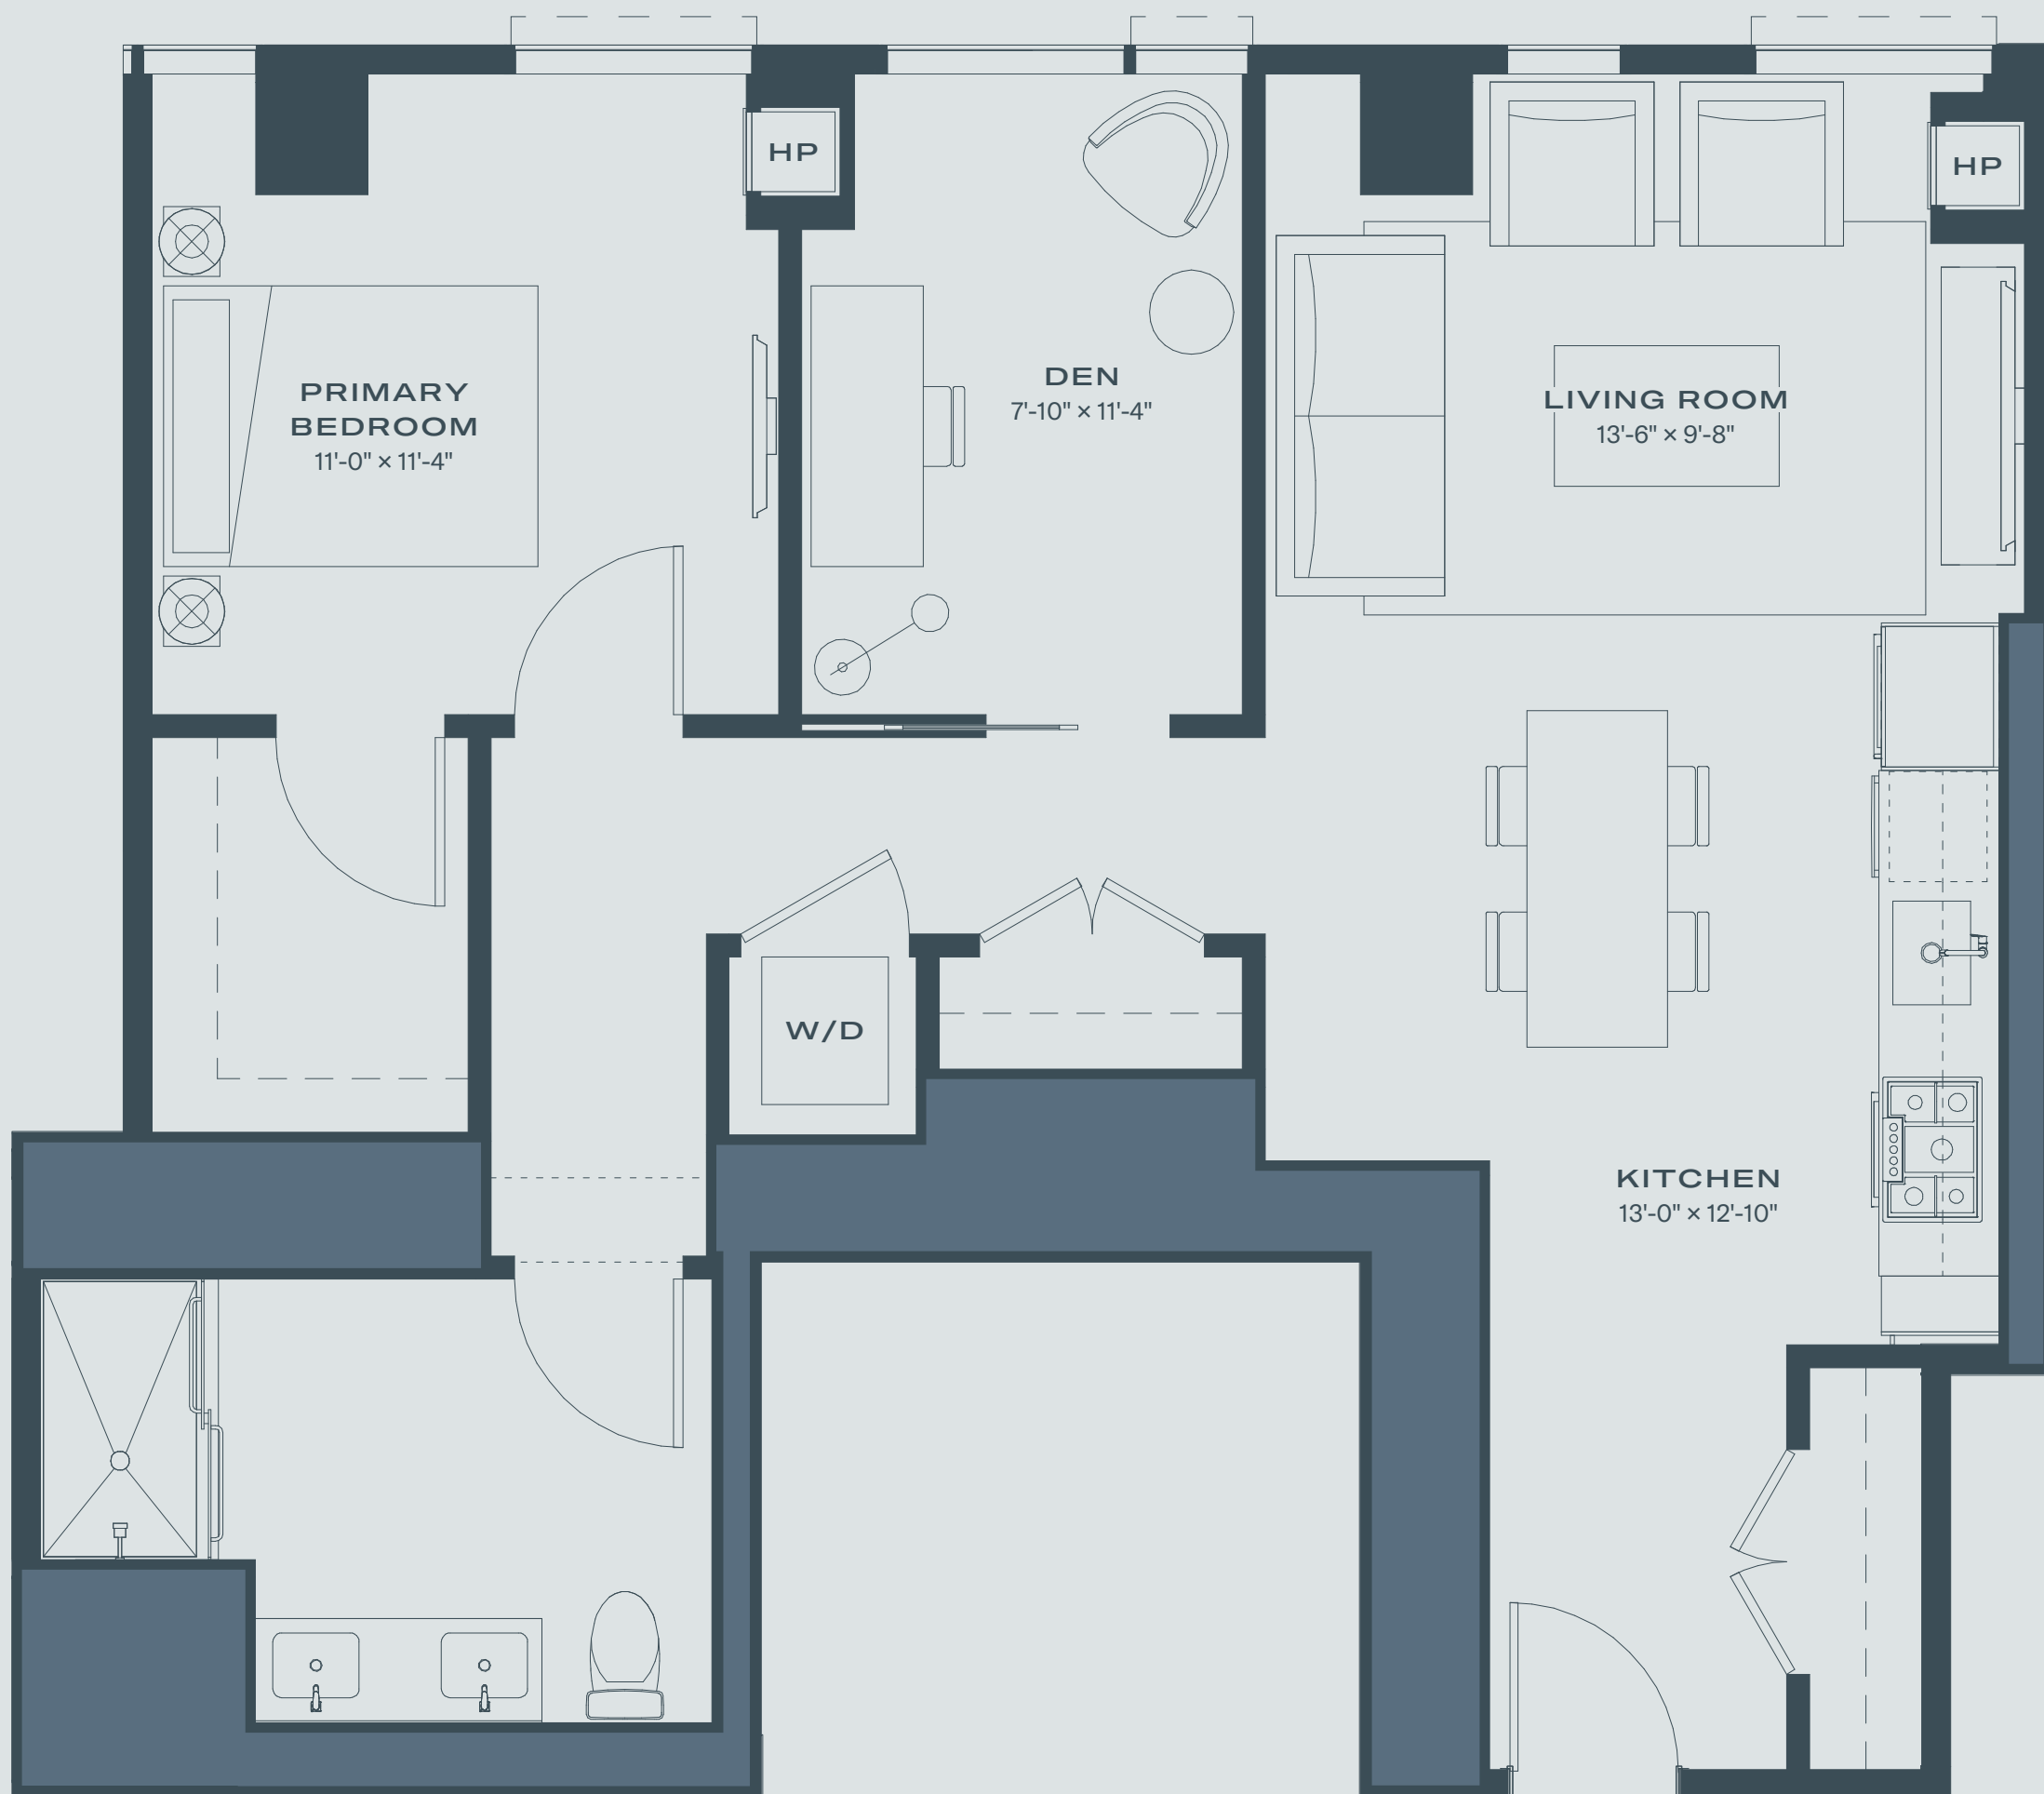 HP
HP
PRIMARY
BEDROOM
11'-0" × 11'-4"
DEN
7'-10" × 11'-4"
LIVING ROOM
13'-6" × 9'-8"
W/D
KITCHEN
13'-0" × 12'-10"